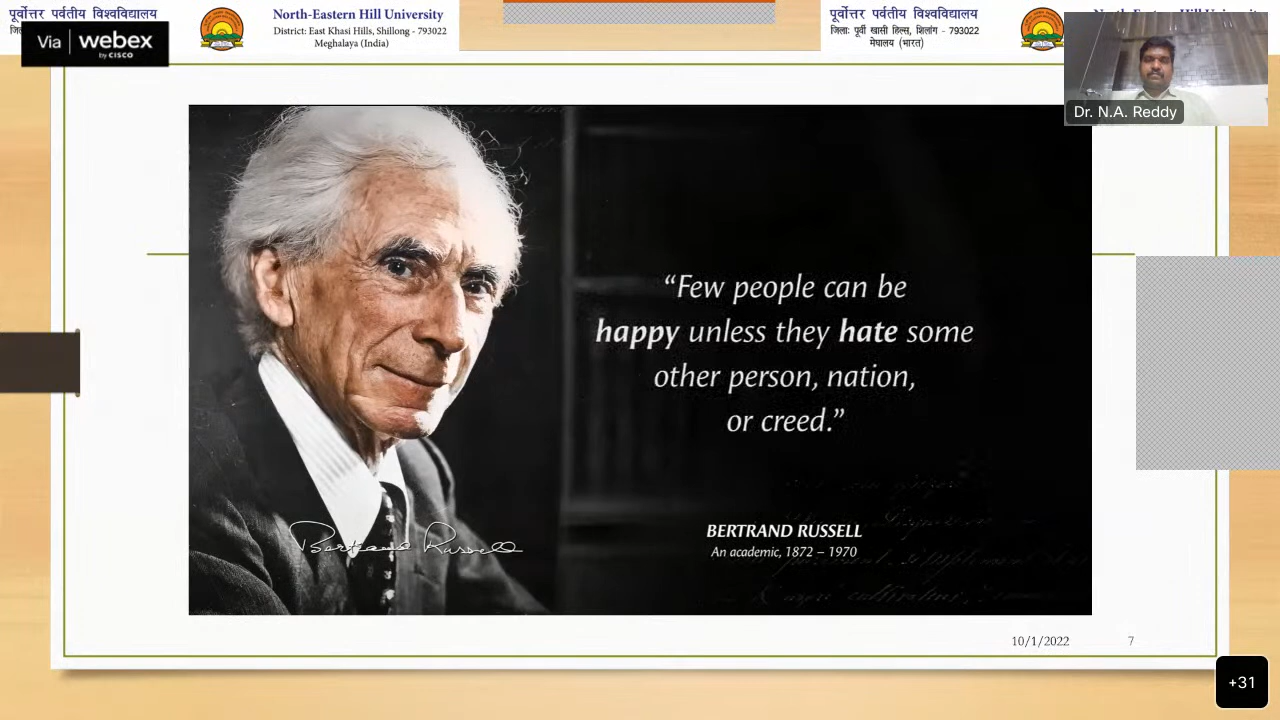 पूर्वोत्तर पर्वतीय विश्वविद्यालय
North-Eastern Hill University
District: East Khasi Hills, Shillong - 793022
Meghalaya (India)
पूर्वोत्तर पर्वतीय विश्वविद्यालय
जिला: पूर्वी खासी हिल्स, शिलांग - 793022
मेघालय (भारत)
Via webex
by CISCO
Dr. N.A. Reddy
“Few people can be
happy unless they hate some
other person, nation,
or creed.”
BERTRAND RUSSELL
An academic, 1872 – 1970
Bertrand Russell
10/1/2022
7
+31